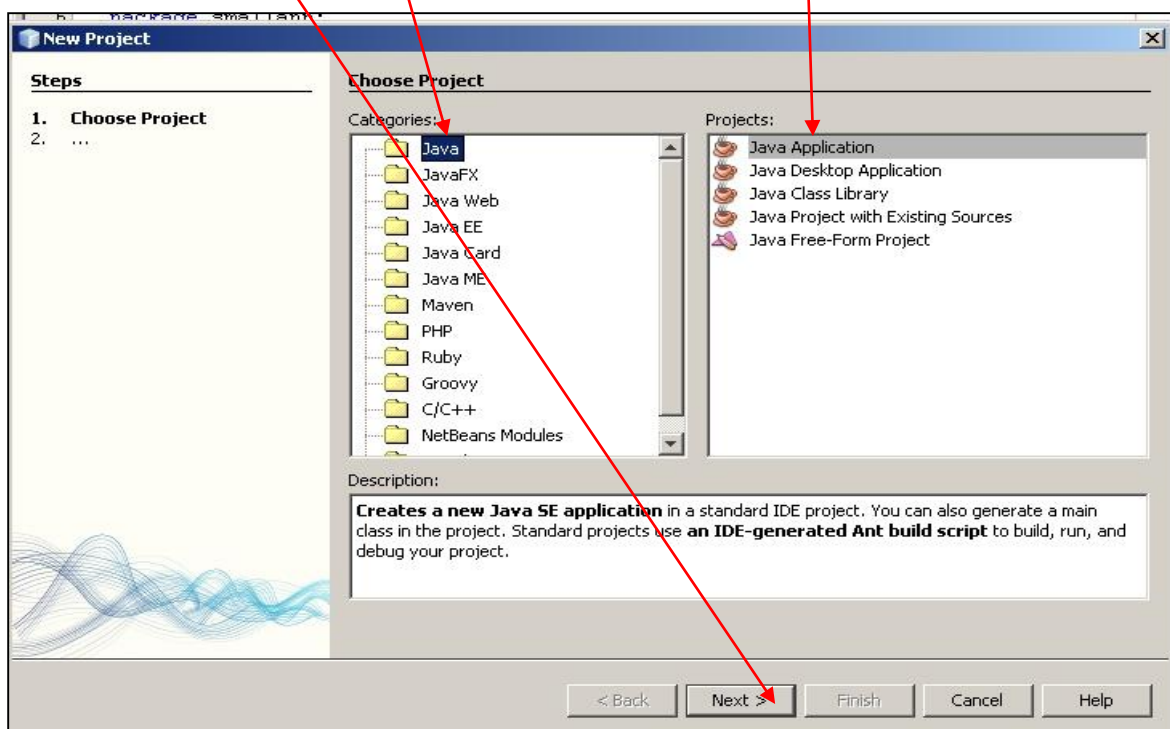 package smallapp;
New Project
Steps
1. Choose Project
2. ...
Choose Project
Categories:
Java
JavaFX
Java Web
Java EE
Java Card
Java ME
Maven
PHP
Ruby
Groovy
C/C++
NetBeans Modules
Projects:
Java Application
Java Desktop Application
Java Class Library
Java Project with Existing Sources
Java Free-Form Project
Description:
Creates a new Java SE application in a standard IDE project. You can also generate a main
class in the project. Standard projects use an IDE-generated Ant build script to build, run, and
debug your project.
< Back
Next >
Finish
Cancel
Help